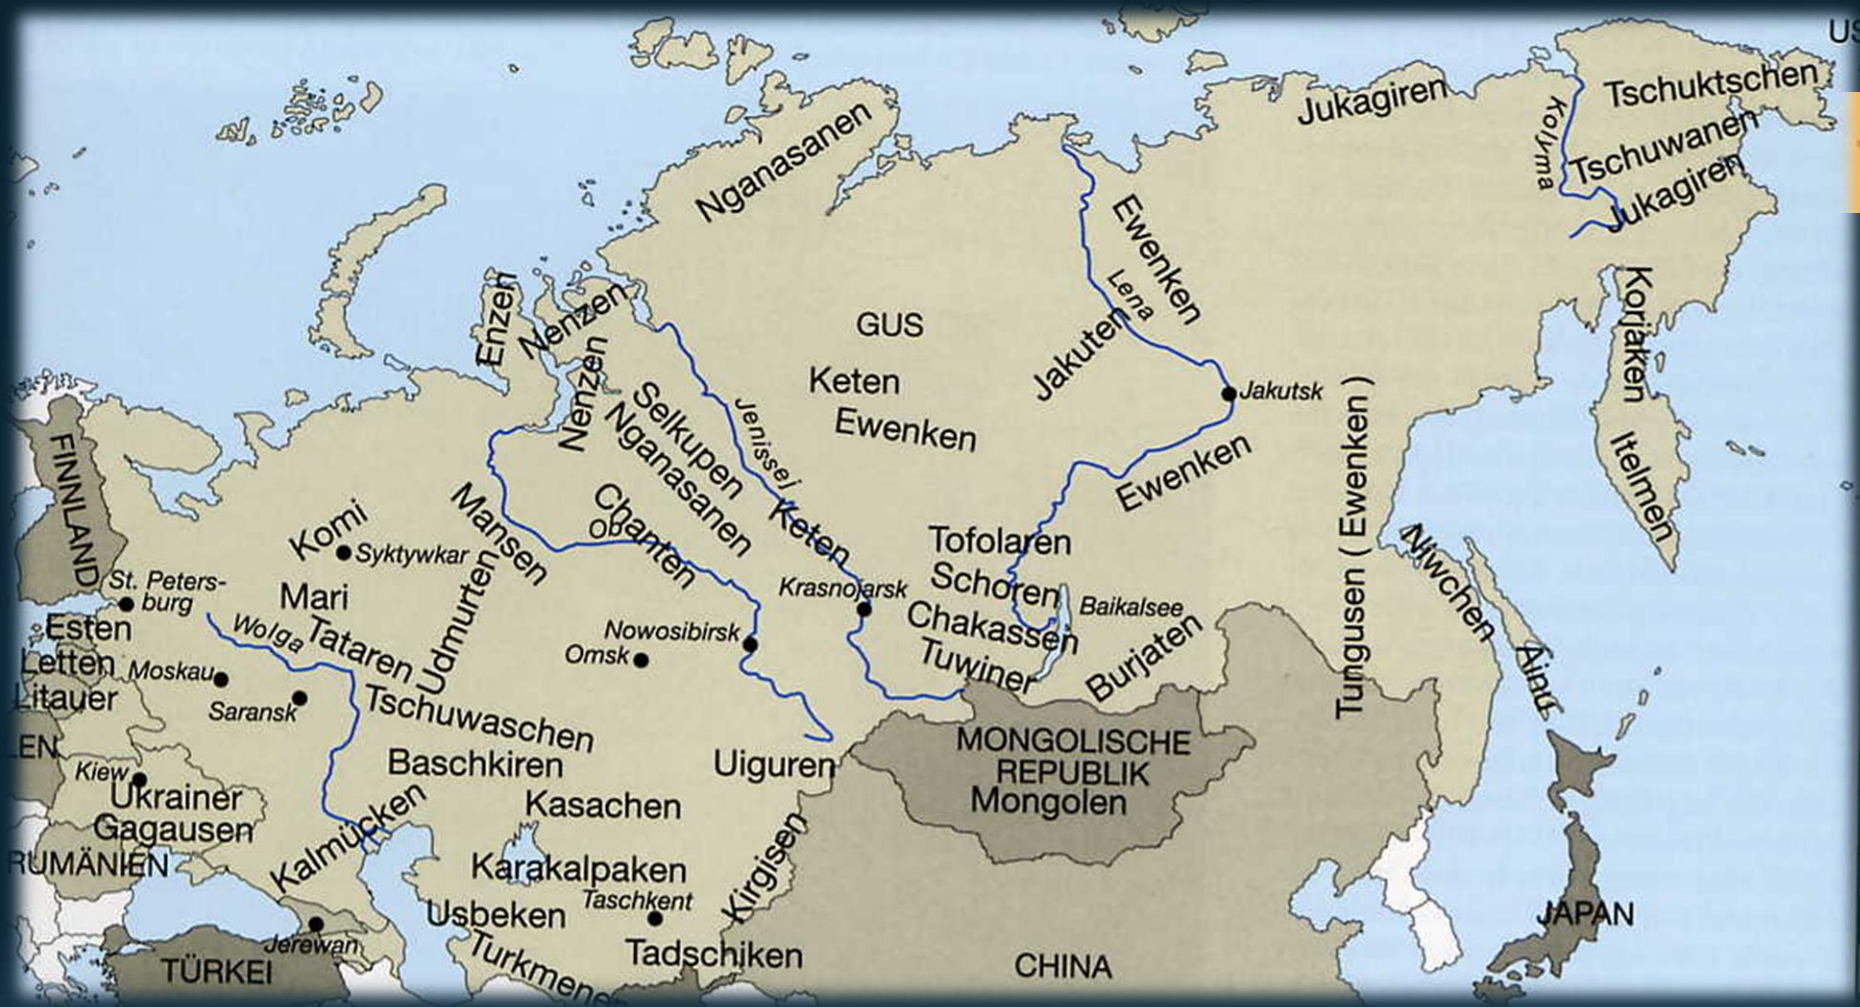 US
Jukagiren
Tschuktschen
Kolyma
Tschuwanen
Jukagiren
Nganasanen
Ewenken
Lena
Enzen
Nenzen
Nenzen
GUS
Jakuten
Korjaken
Keten
Ewenken
Selkupen
Nganasanen
Jenissej
Jakutsk
Tungusen ( Ewenken )
Itelmen
FINNLAND
Ewenken
Mansen
Chanten
Ob
Keten
Komi
Syktywkar
Tofolaren
Schoren
Chakassen
Tuwiner
Niwchen
Krasnojarsk
Baikalsee
Burjaten
St. Peters-
burg
Mari
Udmurten
Esten
Wolga
Tataren
Nowosibirsk
Omsk
Letten
Moskau
Litauer
Saransk
Tschuwaschen
Ainu
LEN
Baschkiren
Uiguren
MONGOLISCHE
REPUBLIK
Mongolen
Kiew
Ukrainer
Gagausen
Kalmücken
Kasachen
RUMÄNIEN
Karakalpaken
Kirgisen
Usbeken
Taschkent
JAPAN
Jerewan
Turkmene
Tadschiken
TÜRKEI
CHINA